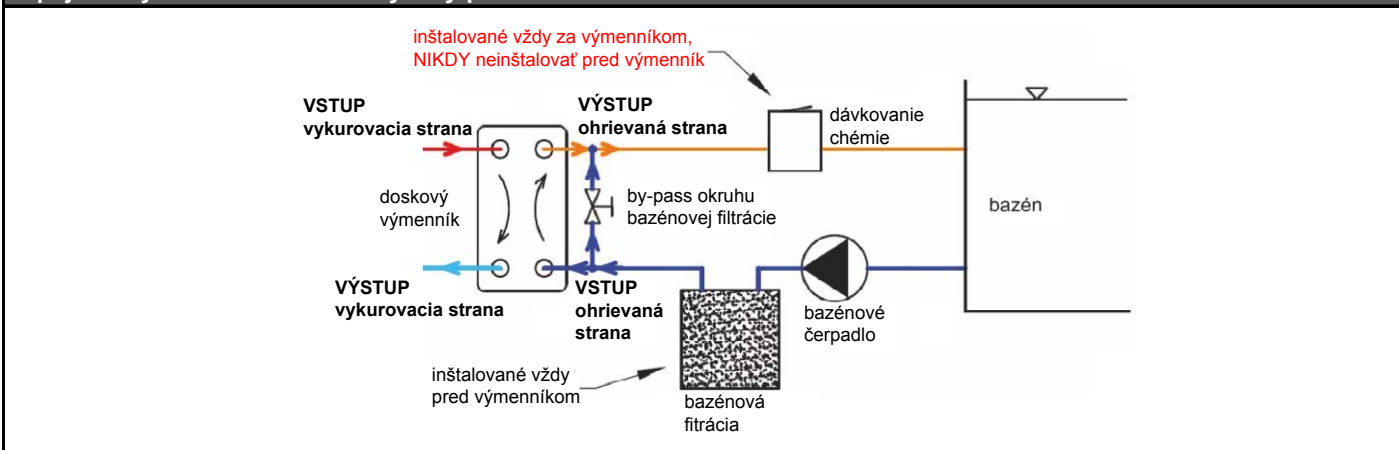 inštalované vždy za výmenníkom,
NIKDY neinštalovať pred výmenník
VSTUP
vykurovacia strana
VÝSTUP
ohrievaná strana
dávkovanie
chémie
doskový
výmenník
by-pass okruhu
bazénovej filtrácie
bazén
VÝSTUP
vykurovacia strana
VSTUP
ohrievaná
strana
bazénové
čerpadlo
inštalované vždy
pred výmenníkom
bazénová
fitrácia